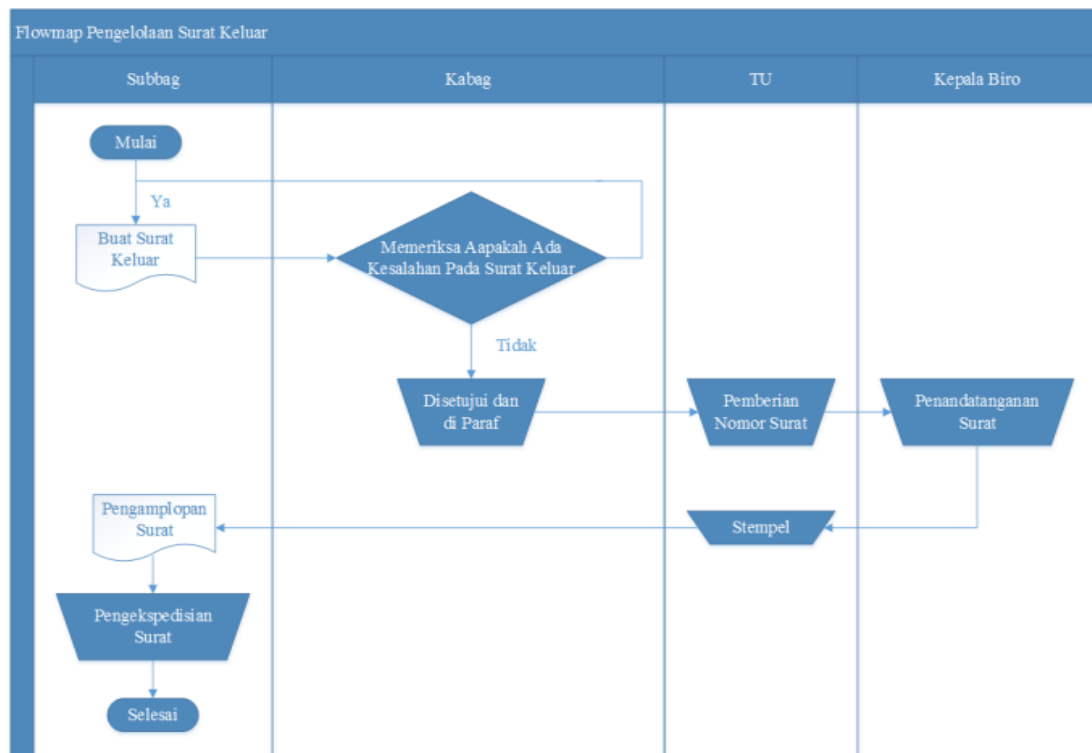 Flowmap Pengelolaan Surat Keluar
Subbag
Kabag
TU
Kepala Biro
Mulai
Ya
Buat Surat
Keluar
Memeriksa Aapakah Ada
Kesalahan Pada Surat Keluar
Tidak
Disetujui dan
di Paraf
Pemberian
Nomor Surat
Penandatanganan
Surat
Stempel
Pengamplopan
Surat
Pengekspedisian
Surat
Selesai